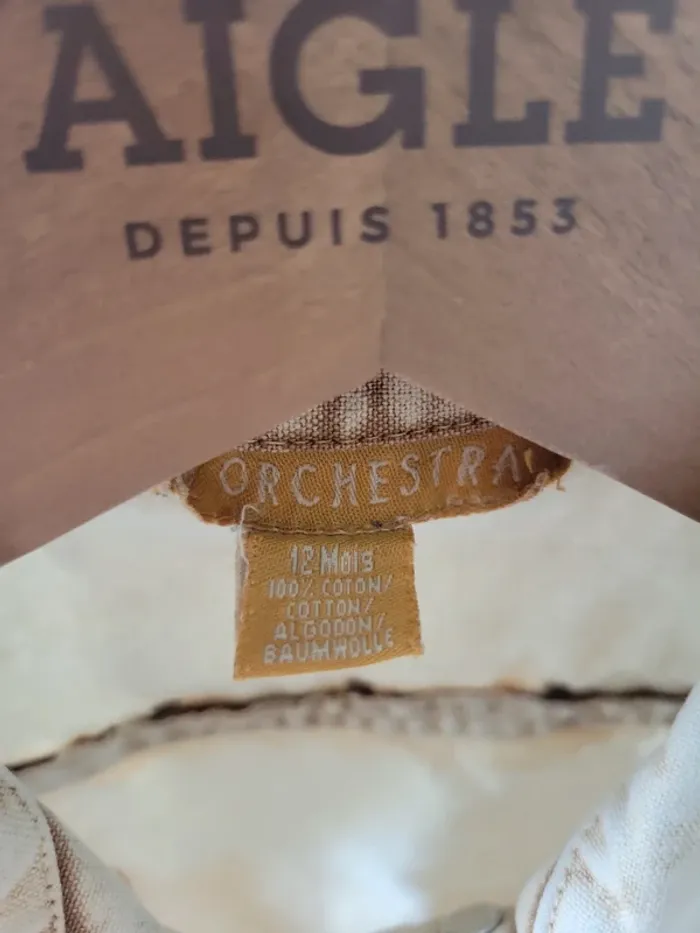 AIGLE
DEPUIS 1853
ORCHESTRA
12 Mois
100% COTON/
COTTON/
ALGODON/
BAUMWOLLE